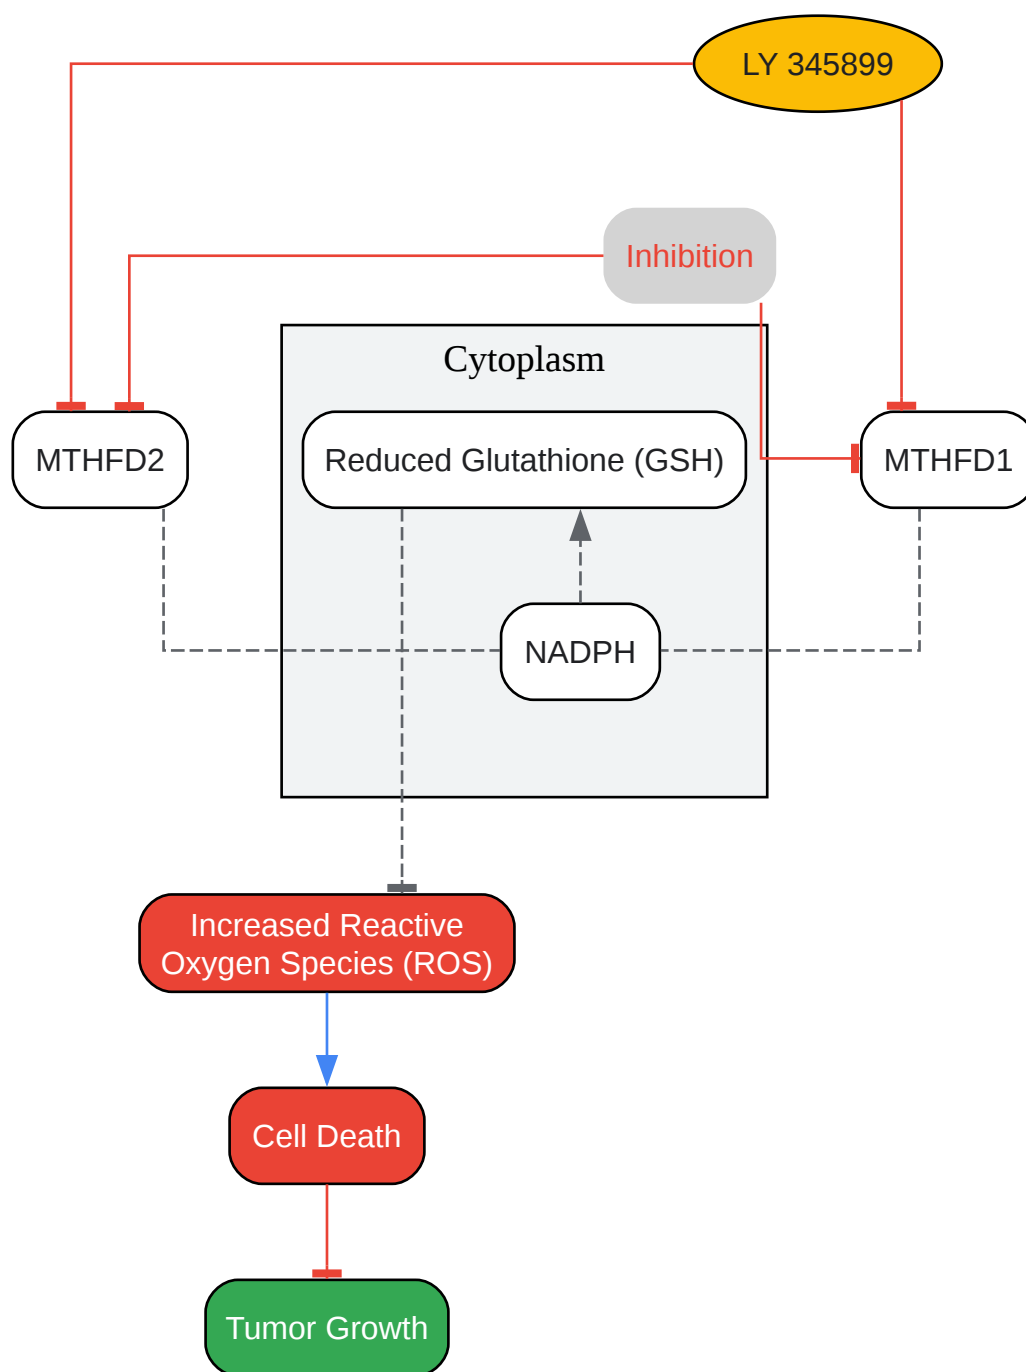 LY 345899
Inhibition
Cytoplasm
MTHFD2
Reduced Glutathione (GSH)
MTHFD1
NADPH
Increased Reactive
Oxygen Species (ROS)
Cell Death
Tumor Growth